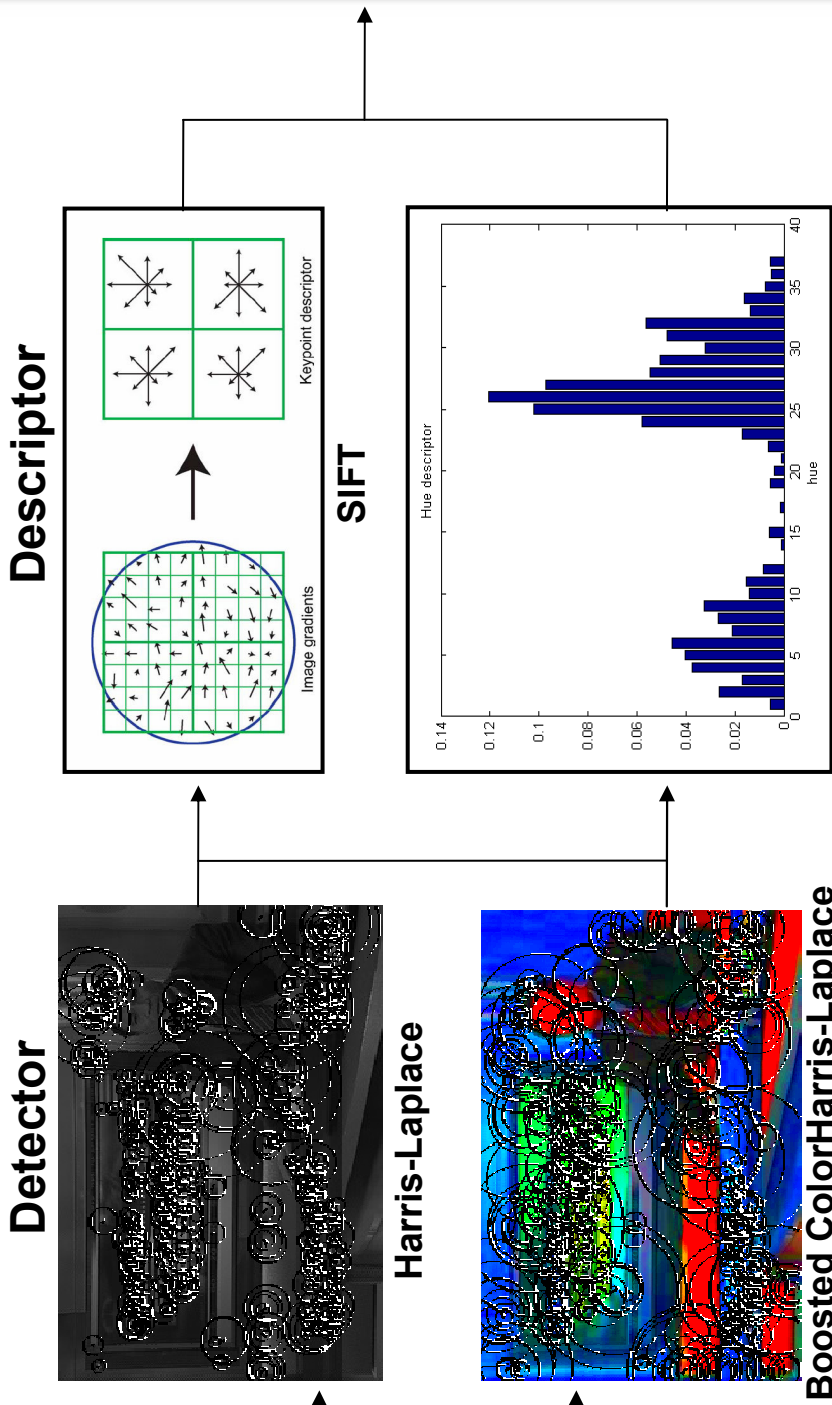 Detector
Harris-Laplace
Boosted ColorHarris-Laplace
Descriptor
Image gradients
Keypoint descriptor
SIFT
Hue descriptor
0.14
0.12
0.1
0.08
0.06
0.04
0.02
0
0
5
10
15
20
25
30
35
40
hue